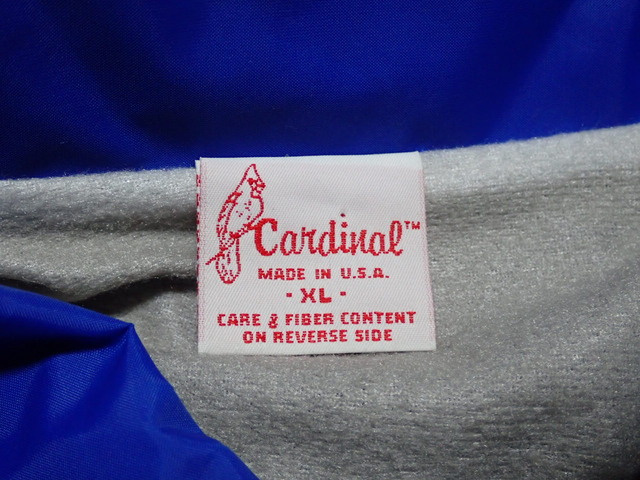 Cardinal™
MADE IN U.S.A.
- XL -
CARE & FIBER CONTENT
ON REVERSE SIDE